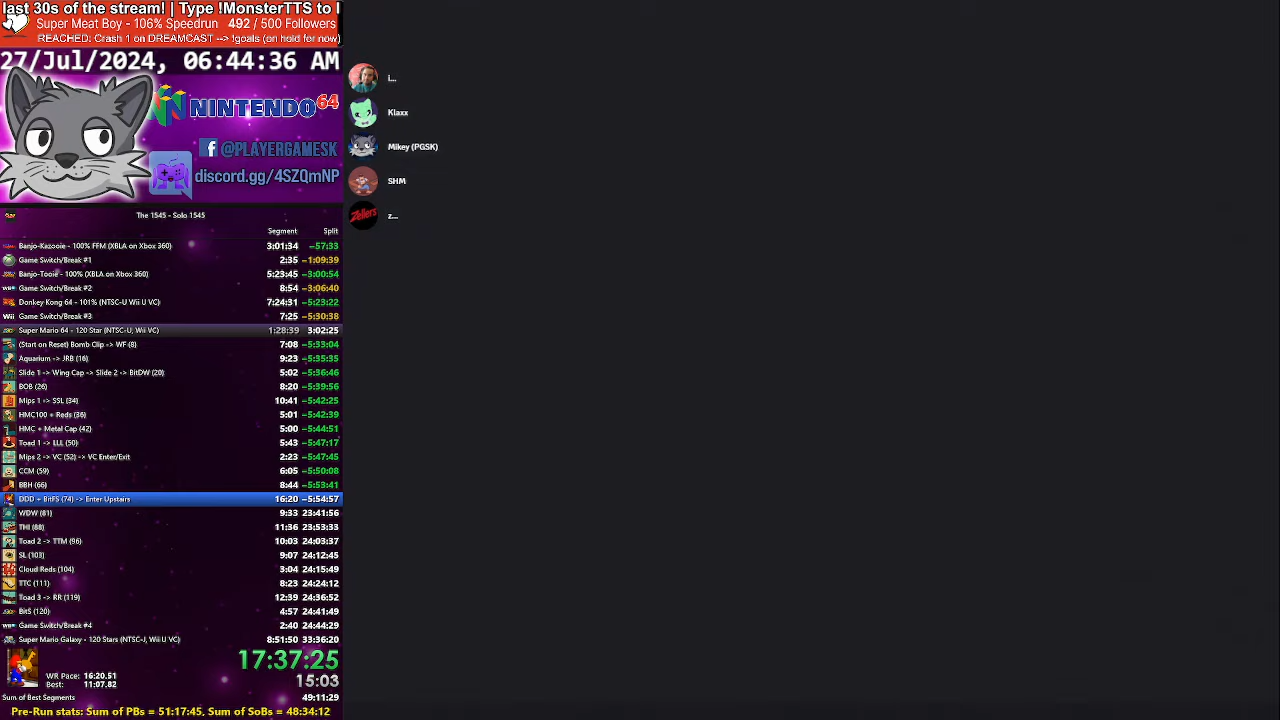 last 30s of the stream! | Type !MonsterTTS to l
Super Meat Boy - 106% Speedrun 492 / 500 Followers
REACHED: Crash 1 on DREAMCAST --> !goals (on hold for now)
27/Jul/2024, 06:44:36 AM
NINTENDO 64
@PLAYERGAMESK
discord.gg/4SZQmNP
The 1545 - Solo 1545
Segment Split
Banjo-Kazooie - 100% FFM (XBLA on Xbox 360) 3:01:34 −57:33
Game Switch/Break #1 2:35 −1:09:39
Banjo-Tooie - 100% (XBLA on Xbox 360) 5:23:45 −3:00:54
Game Switch/Break #2 8:54 −3:06:40
Donkey Kong 64 - 101% (NTSC-U Wii U VC) 7:24:31 −5:23:22
Game Switch/Break #3 7:25 −5:30:38
Super Mario 64 - 120 Star (NTSC-U, Wii VC) 1:28:39 3:02:25
(Start on Reset) Bomb Clip -> WF (8) 7:08 −5:33:04
Aquarium -> JRB (16) 9:23 −5:35:35
Slide 1 -> Wing Cap -> Slide 2 -> BitDW (20) 5:02 −5:36:46
BOB (26) 8:20 −5:39:56
Mips 1 -> SSL (34) 10:41 −5:42:25
HMC100 + Reds (36) 5:01 −5:42:39
HMC + Metal Cap (42) 5:00 −5:44:51
Toad 1 -> LLL (50) 5:43 −5:47:17
Mips 2 -> VC (52) -> VC Enter/Exit 2:23 −5:47:45
CCM (59) 6:05 −5:50:08
BBH (66) 8:44 −5:53:41
DDD + BitFS (74) -> Enter Upstairs 16:20 −5:54:57
WDW (81) 9:33 23:41:56
THI (88) 11:36 23:53:33
Toad 2 -> TTM (96) 10:03 24:03:37
SL (103) 9:07 24:12:45
Cloud Reds (104) 3:04 24:15:49
TTC (111) 8:23 24:24:12
Toad 3 -> RR (119) 12:39 24:36:52
BitS (120) 4:57 24:41:49
Game Switch/Break #4 2:40 24:44:29
Super Mario Galaxy - 120 Stars (NTSC-J, Wii U VC) 8:51:50 33:36:20
17:37:25
15:03
WR Pace: 16:20.51
Best: 11:07.82
Sum of Best Segments 49:11:29
Pre-Run stats: Sum of PBs = 51:17:45, Sum of SoBs = 48:34:12
i...
Klaxx
Mikey (PGSK)
SHM
Zellers
z...